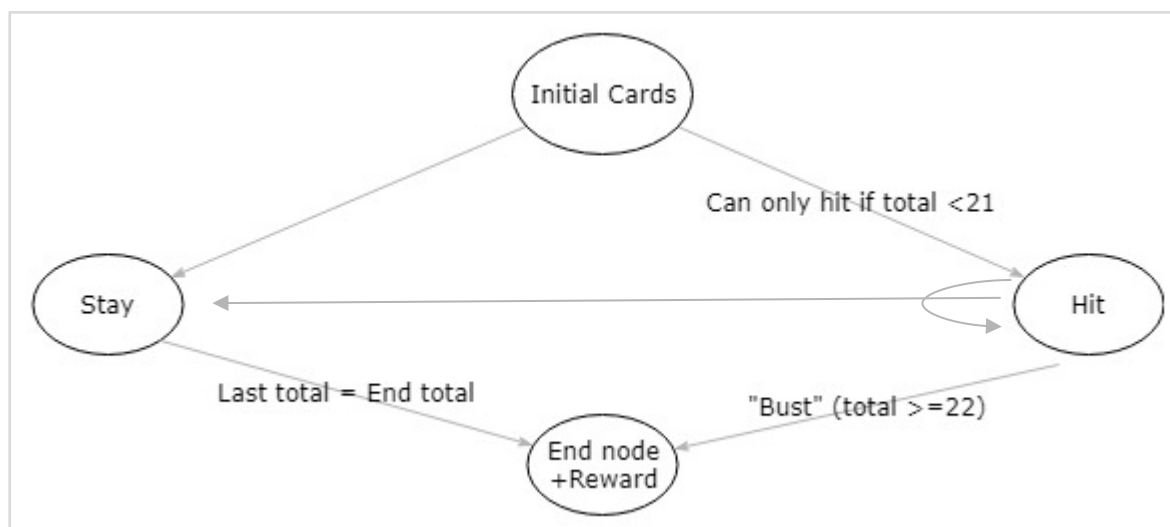 Initial Cards
Can only hit if total <21
Stay
Hit
Last total = End total
"Bust" (total >=22)
End node
+Reward